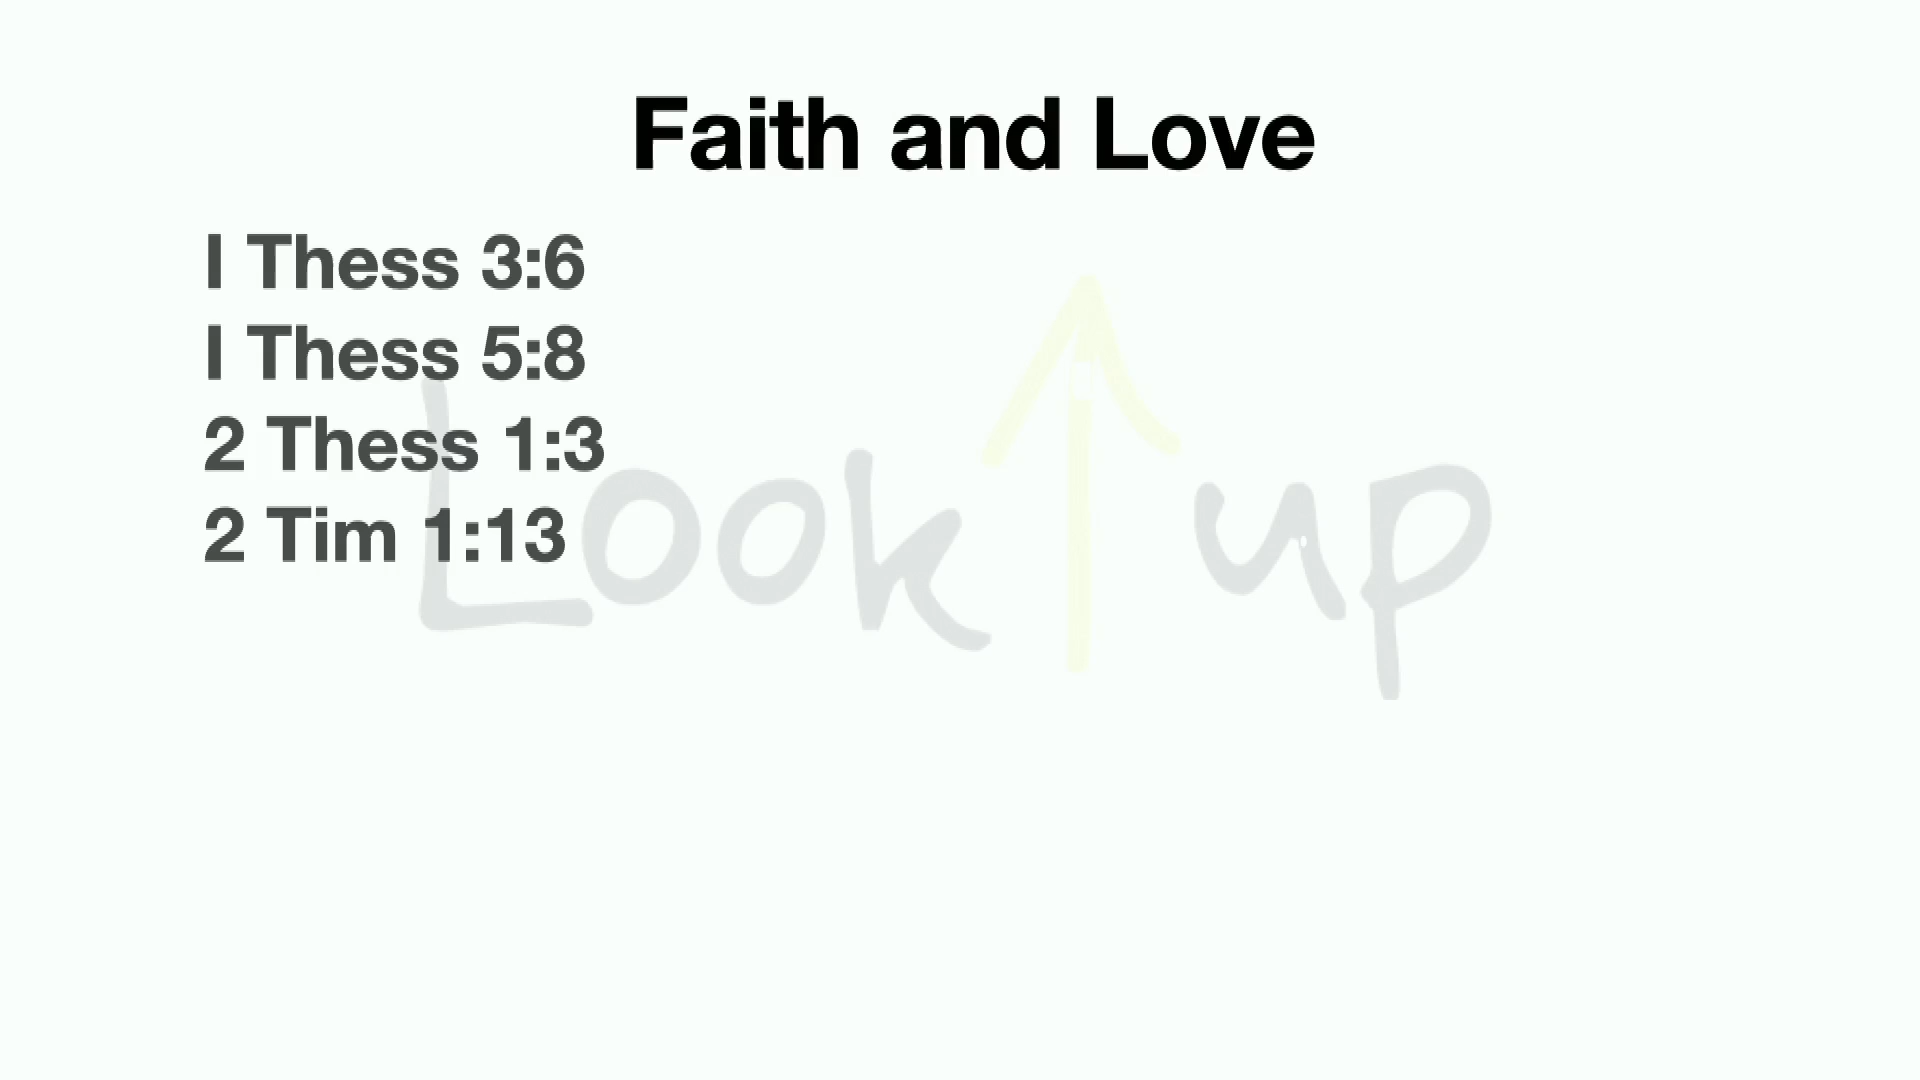 Faith and Love
I Thess 3:6
I Thess 5:8
2 Thess 1:3
2 Tim 1:13
Look up